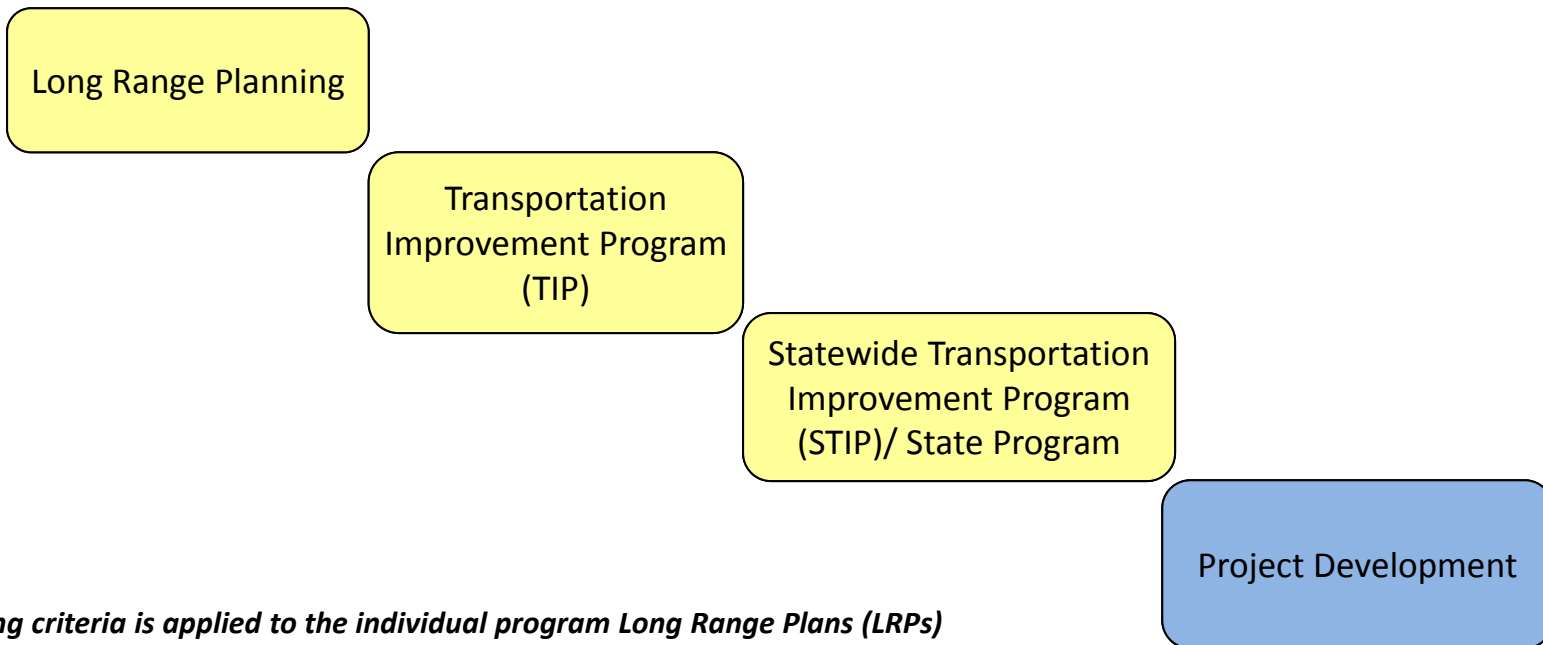 Long Range Planning
Transportation
Improvement Program
(TIP)
Statewide Transportation
Improvement Program
(STIP)/ State Program
Project Development
criteria is applied to the individual program Long Range Plans (LRPs)